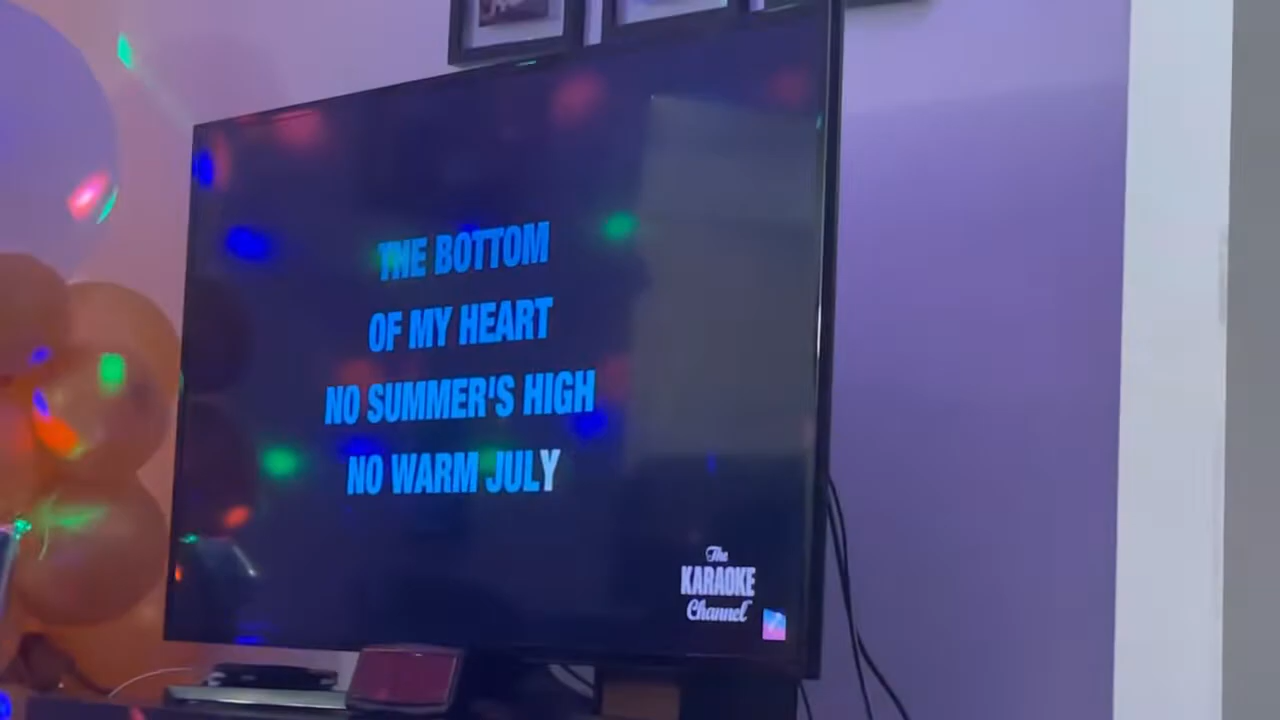 THE BOTTOM
OF MY HEART
NO SUMMER'S HIGH
NO WARM JULY
The
KARAOKE
Channel